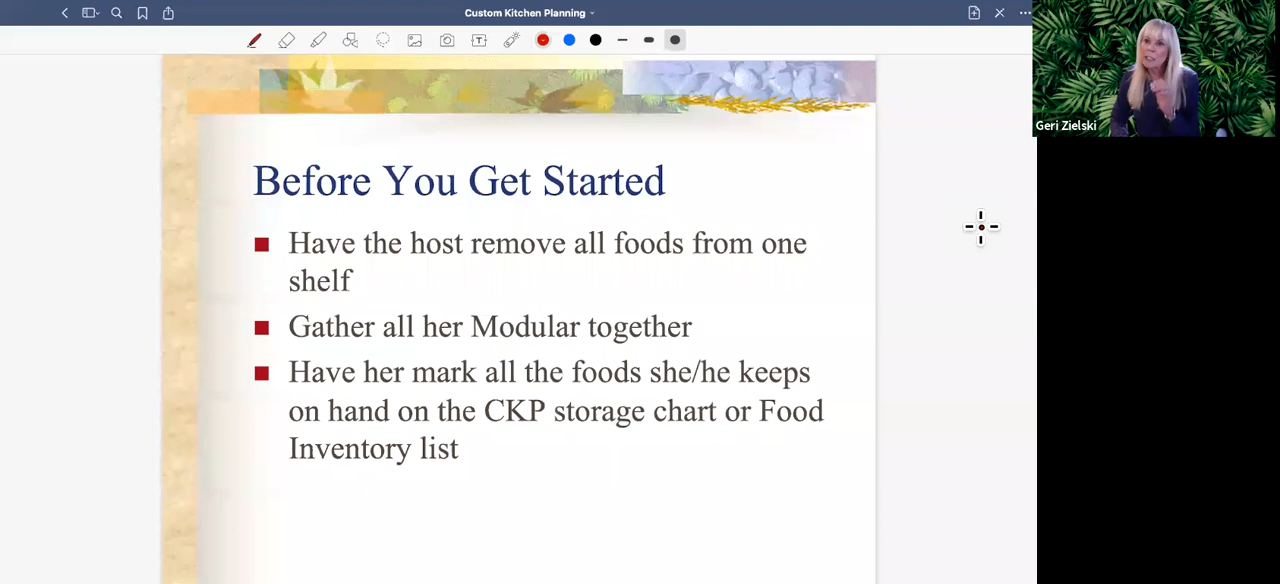 Custom Kitchen Planning
Geri Zielski
Before You Get Started
Have the host remove all foods from one
shelf
Gather all her Modular together
Have her mark all the foods she/he keeps
on hand on the CKP storage chart or Food
Inventory list